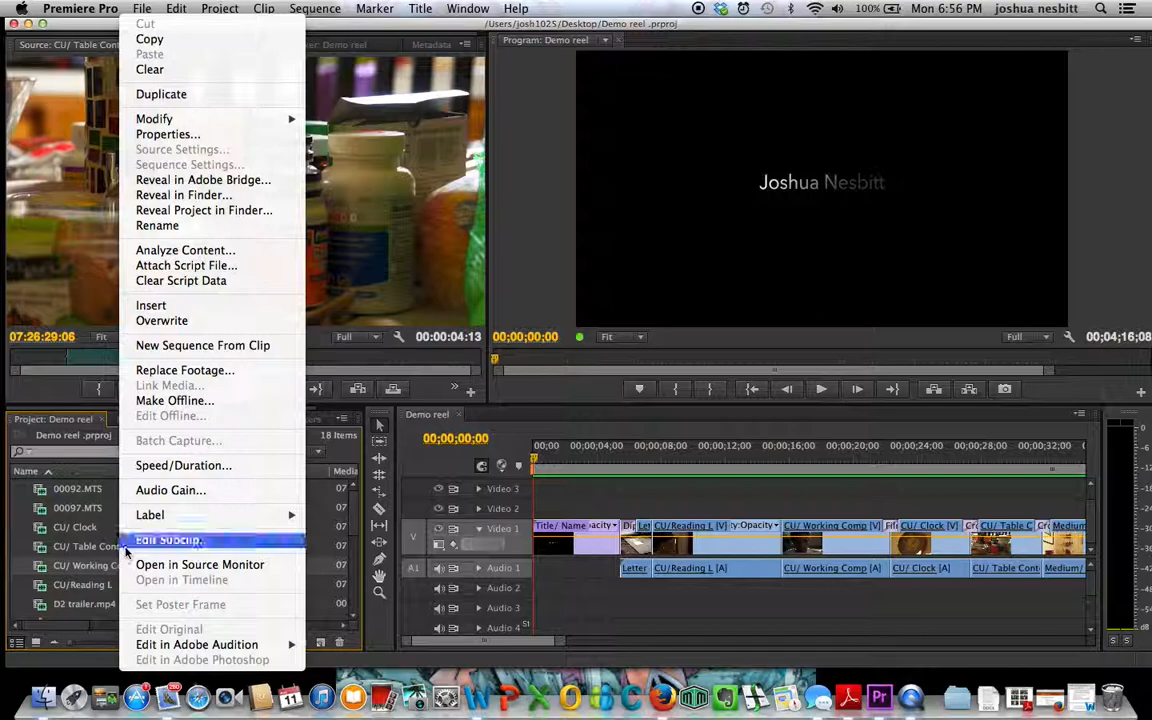 Premiere Pro File Edit Project Clip Sequence Marker Title Window Help 100% Mon 6:56 PM joshua nesbitt
/Users/josh1025/Desktop/Demo reel .prproj
Source: CU/ Table Cont
er: Demo reel Metadata
Program: Demo reel
Cut
Copy
Paste
Clear
Duplicate
Modify
Properties...
Source Settings...
Sequence Settings...
Reveal in Adobe Bridge...
Reveal in Finder...
Reveal Project in Finder...
Rename
Analyze Content...
Attach Script File...
Clear Script Data
Insert
Overwrite
New Sequence From Clip
Replace Footage...
Link Media...
Make Offline...
Edit Offline...
Batch Capture...
Speed/Duration...
Audio Gain...
Label
Edit Subclip...
Open in Source Monitor
Open in Timeline
Set Poster Frame
Edit Original
Edit in Adobe Audition
Edit in Adobe Photoshop
Joshua Nesbitt
07:26:29:06 Fit Full 00:00:04:13
00;00;00;00 Fit Full 00;04;16;08
Project: Demo reel
Demo reel .prproj 18 Items
Name Media
00092.MTS 07
00097.MTS 07
CU/ Clock 07
CU/ Table Cont 07
CU/ Working Co 07
CU/Reading L 07
D2 trailer.mp4 00
Demo reel
00;00;00;00
00;00 00;00;04;00 00;00;08;00 00;00;12;00 00;00;16;00 00;00;20;00 00;00;24;00 00;00;28;00 00;00;32;00
Video 3
Video 2
V Video 1
Title/ Name pacity Dip Let CU/Reading L [V] ty:Opacity CU/ Working Comp [V] CU/ Clock [V] CU/ Table C Medium
A1 Audio 1
Letter CU/Reading L [A] CU/ Working Comp [A] CU/ Clock [A] CU/ Table Cont Medium/
Audio 2
Audio 3
Audio 4
0
S S